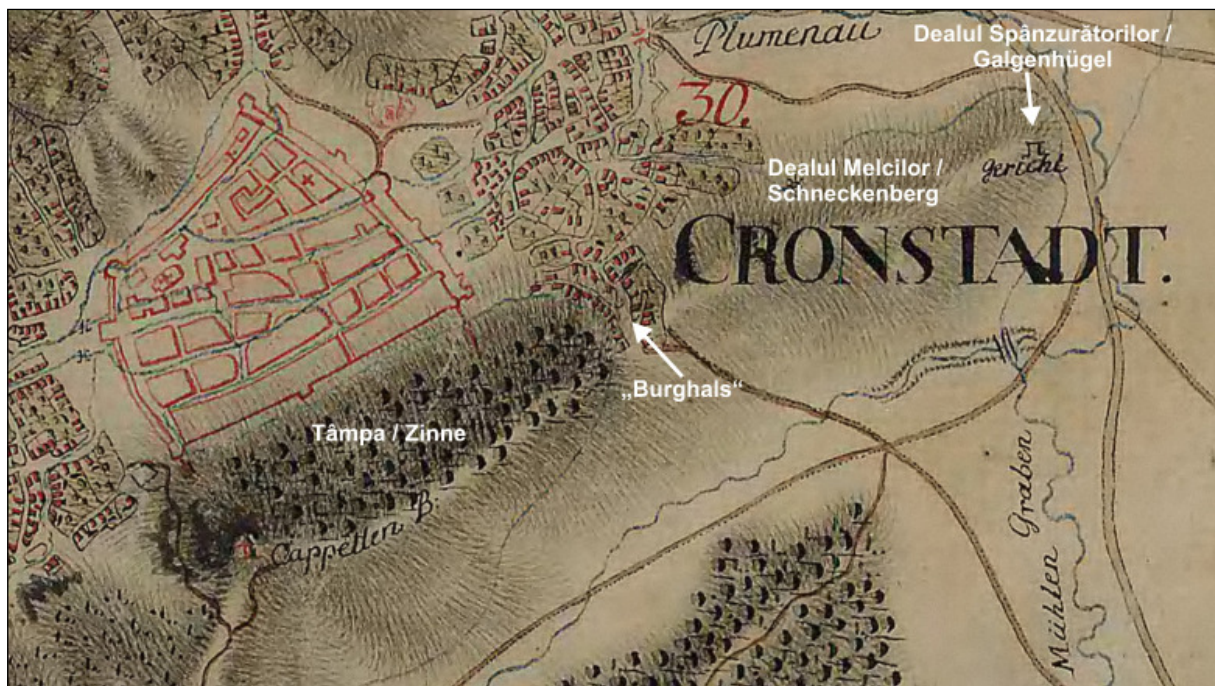 Plumenau
Dealul Spânzurătorilor /
Galgenhügel
30.
Dealul Melcilor /
Schneckenberg
gericht
CRONSTADT.
„Burghals“
Tâmpa / Zinne
Cappellen B.
Mühlen Graben